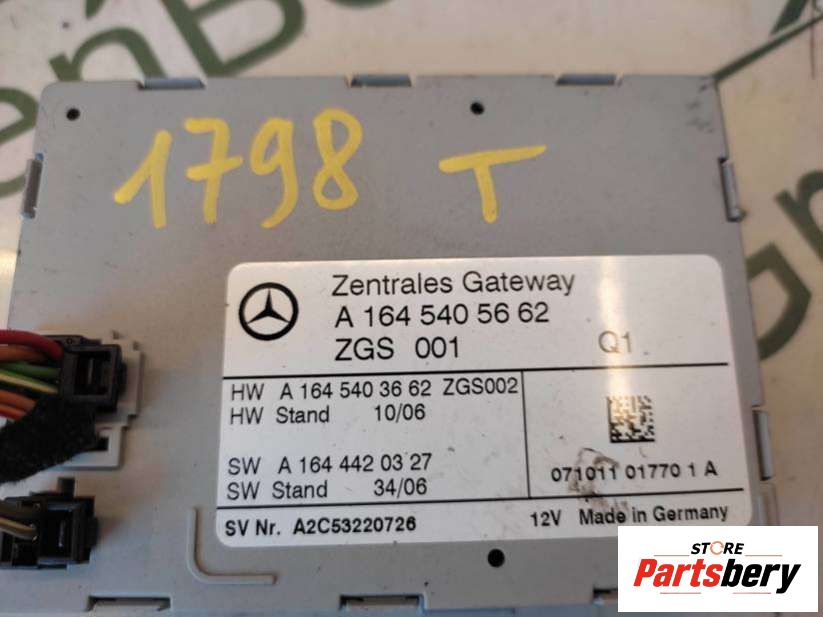 1798 T
Zentrales Gateway
A 164 540 56 62
ZGS 001 Q1
HW A 164 540 36 62 ZGS002
HW Stand 10/06
SW A 164 442 03 27
SW Stand 34/06
071011 01770 1 A
SV Nr. A2C53220726 12V Made in Germany
STORE
Partsbery